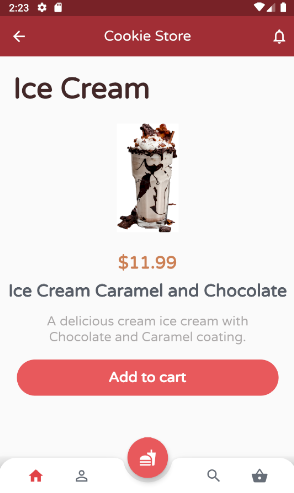 2:23
Cookie Store
Ice Cream
$11.99
Ice Cream Caramel and Chocolate
A delicious cream ice cream with
Chocolate and Caramel coating.
Add to cart